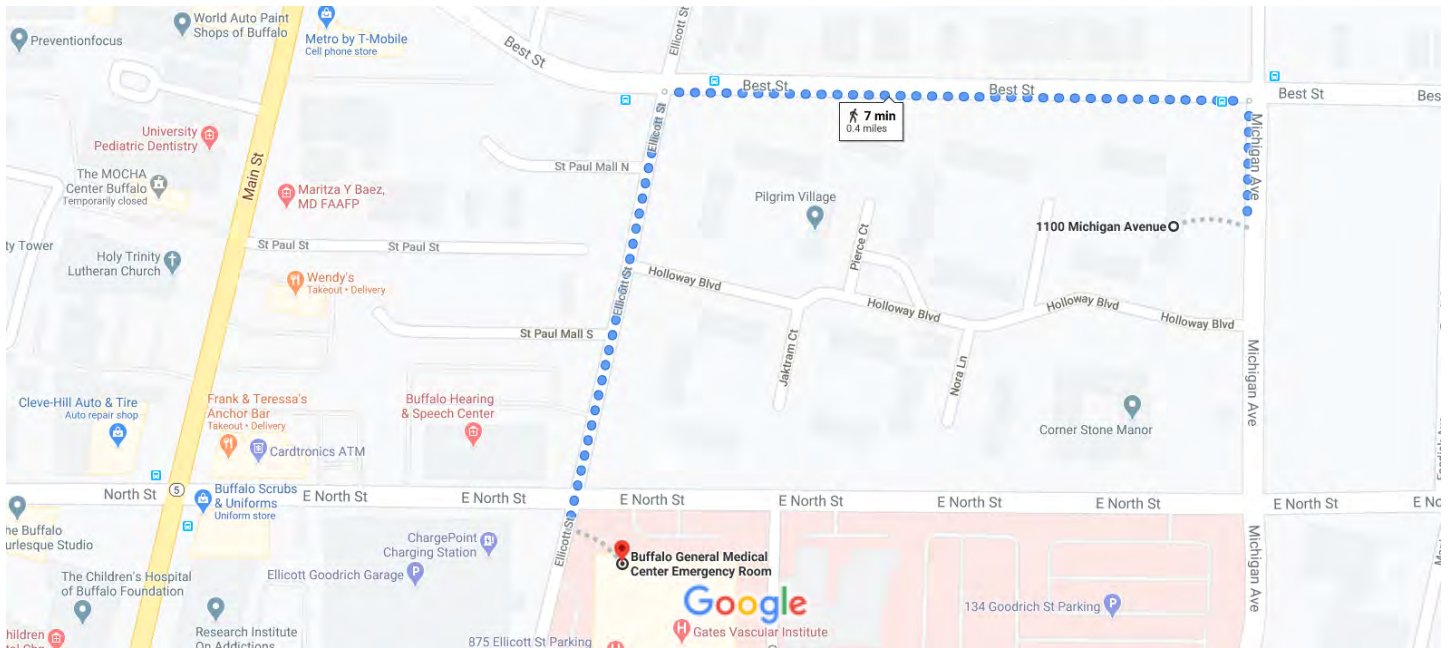 World Auto Paint
Shops of Buffalo
Preventionfocus
Metro by T-Mobile
Cell phone store
Ellicott St
Best St
Best St
Best St
Best St
Bes
7 min
0.4 miles
Ellicott St
Michigan Ave
University
Pediatric Dentistry
Main St
St Paul Mall N
The MOCHA
Center Buffalo
Temporarily closed
Maritza Y Baez,
MD FAAFP
Pilgrim Village
1100 Michigan Avenue
ty Tower
St Paul St
St Paul St
Pierce Ct
Holy Trinity
Lutheran Church
Wendy's
Takeout • Delivery
Ellicott St
Holloway Blvd
Holloway Blvd
Holloway Blvd
Holloway Blvd
St Paul Mall S
Jaktram Ct
Nora Ln
Michigan Ave
Cleve-Hill Auto & Tire
Auto repair shop
Frank & Teressa's
Anchor Bar
Takeout • Delivery
Buffalo Hearing
& Speech Center
Corner Stone Manor
Cardtronics ATM
North St
5
Buffalo Scrubs
& Uniforms
Uniform store
E North St
E North St
E North St
E North St
E North St
E No
he Buffalo
urlesque Studio
ChargePoint
Charging Station
Ellicott St
Buffalo General Medical
Center Emergency Room
Michigan Ave
Ellicott Goodrich Garage
P
The Children's Hospital
of Buffalo Foundation
Google
134 Goodrich St Parking
P
Research Institute
On Addictions
875 Ellicott St Parking
H
Gates Vascular Institute
hildren